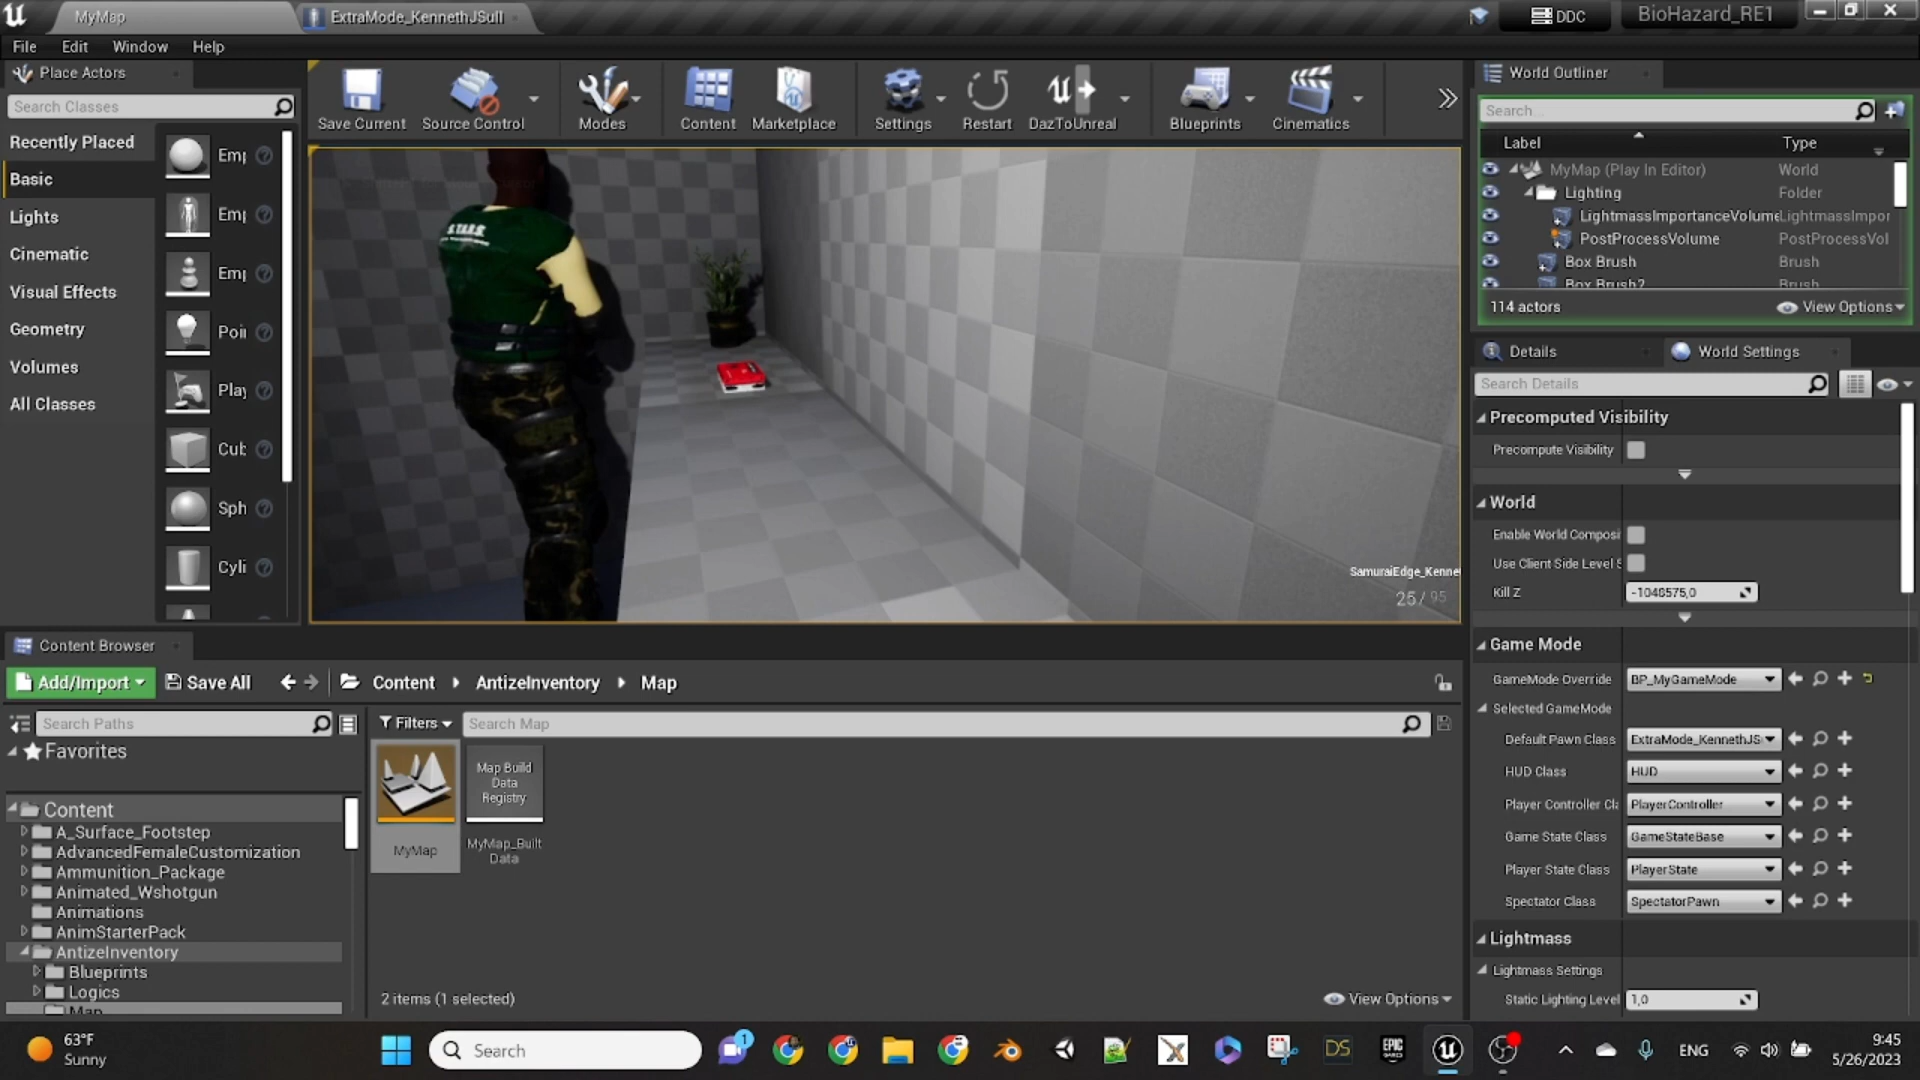 MyMap
ExtraMode_KennethJSull
DDC
BioHazard_RE1
File
Edit
Window
Help
Place Actors
Search Classes
Recently Placed
Basic
Lights
Cinematic
Visual Effects
Geometry
Volumes
All Classes
Emp
Emp
Emp
Poi
Play
Cub
Sph
Cyli
Save Current
Source Control
Modes
Content
Marketplace
Settings
Restart
DazToUnreal
Blueprints
Cinematics
S.T.A.R.S.
SamuraiEdge_Kenne
25 / 95
World Outliner
Search...
Label
Type
MyMap (Play In Editor)
World
Lighting
Folder
LightmassImportanceVolume
LightmassImpor
PostProcessVolume
PostProcessVol
Box Brush
Brush
Box Brush2
Brush
114 actors
View Options
Details
World Settings
Search Details
Precomputed Visibility
Precompute Visibility
World
Enable World Composi
Use Client Side Level S
Kill Z
-1048575,0
Game Mode
GameMode Override
BP_MyGameMode
Selected GameMode
Default Pawn Class
ExtraMode_KennethJS
HUD Class
HUD
Player Controller Cla
PlayerController
Game State Class
GameStateBase
Player State Class
PlayerState
Spectator Class
SpectatorPawn
Lightmass
Lightmass Settings
Static Lighting Level
1,0
Content Browser
Add/Import
Save All
Content
AntizeInventory
Map
Search Paths
Filters
Search Map
Favorites
Content
A_Surface_Footstep
AdvancedFemaleCustomization
Ammunition_Package
Animated_Wshotgun
Animations
AnimStarterPack
AntizeInventory
Blueprints
Logics
Map
Map Build
Data
Registry
MyMap
MyMap_Built
Data
2 items (1 selected)
View Options
63°F
Sunny
Search
1
DS
EPIC
GAMES
ENG
9:45
5/26/2023